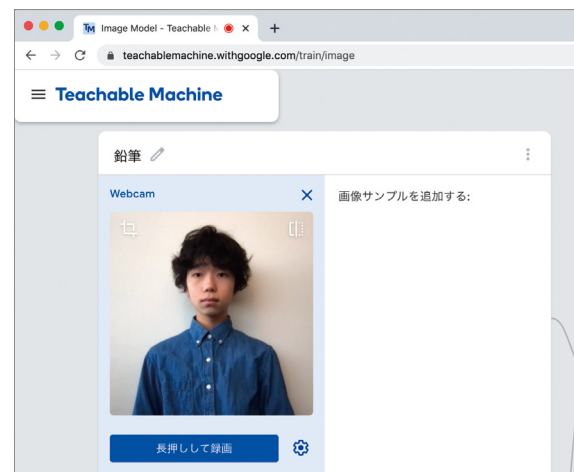 Image Model - Teachable
teachablemachine.withgoogle.com/train/image
Teachable Machine
鉛筆
Webcam
画像サンプルを追加する:
長押しして録画